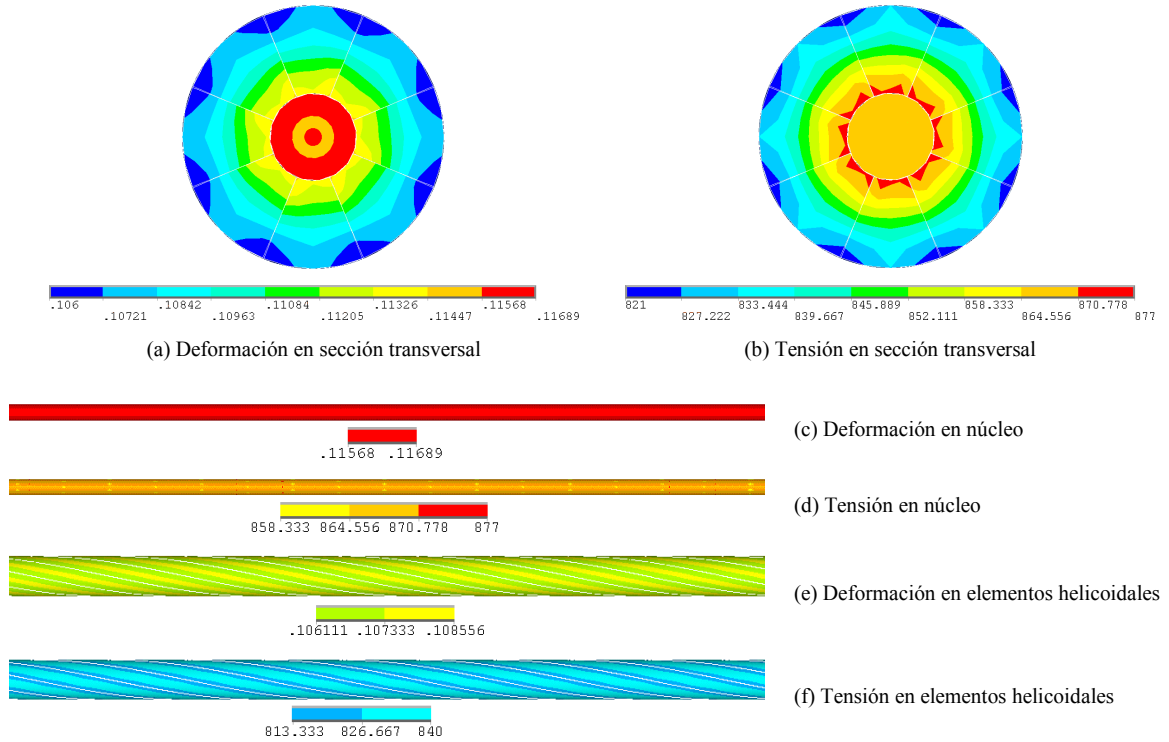 .106 .10842 .11084 .11326 .11568
.10721 .10963 .11205 .11447 .11689
821 833.444 845.889 858.333 870.778
827.222 839.667 852.111 864.556 877
(a) Deformación en sección transversal
(b) Tensión en sección transversal
(c) Deformación en núcleo
.11568 .11689
(d) Tensión en núcleo
858.333 864.556 870.778 877
(e) Deformación en elementos helicoidales
.106111 .107333 .108556
(f) Tensión en elementos helicoidales
813.333 826.667 840